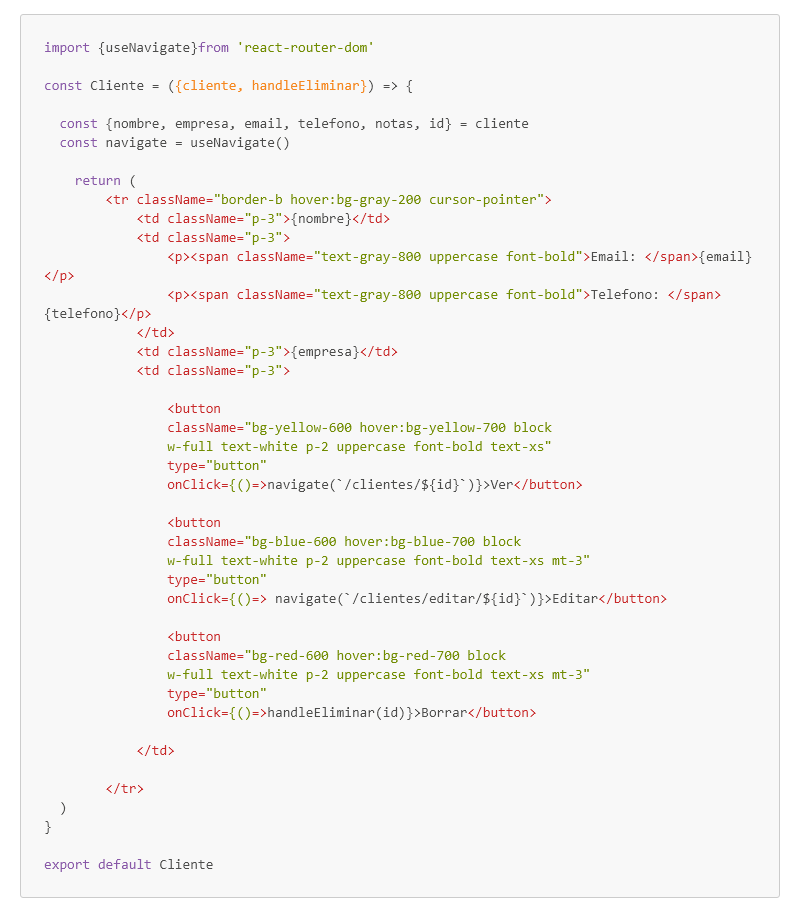 import {useNavigate}from 'react-router-dom'

const Cliente = ({cliente, handleEliminar}) => {

  const {nombre, empresa, email, telefono, notas, id} = cliente
  const navigate = useNavigate()

    return (
        <tr className="border-b hover:bg-gray-200 cursor-pointer">
            <td className="p-3">{nombre}</td>
            <td className="p-3">
                <p><span className="text-gray-800 uppercase font-bold">Email: </span>{email}
</p>
                <p><span className="text-gray-800 uppercase font-bold">Telefono: </span>
{telefono}</p>
            </td>
            <td className="p-3">{empresa}</td>
            <td className="p-3">

                <button
                className="bg-yellow-600 hover:bg-yellow-700 block
                w-full text-white p-2 uppercase font-bold text-xs"
                type="button"
                onClick={()=>navigate(`/clientes/${id}`)}>Ver</button>

                <button
                className="bg-blue-600 hover:bg-blue-700 block
                w-full text-white p-2 uppercase font-bold text-xs mt-3"
                type="button"
                onClick={()=> navigate(`/clientes/editar/${id}`)}>Editar</button>

                <button
                className="bg-red-600 hover:bg-red-700 block
                w-full text-white p-2 uppercase font-bold text-xs mt-3"
                type="button"
                onClick={()=>handleEliminar(id)}>Borrar</button>

            </td>

        </tr>
  )
}

export default Cliente